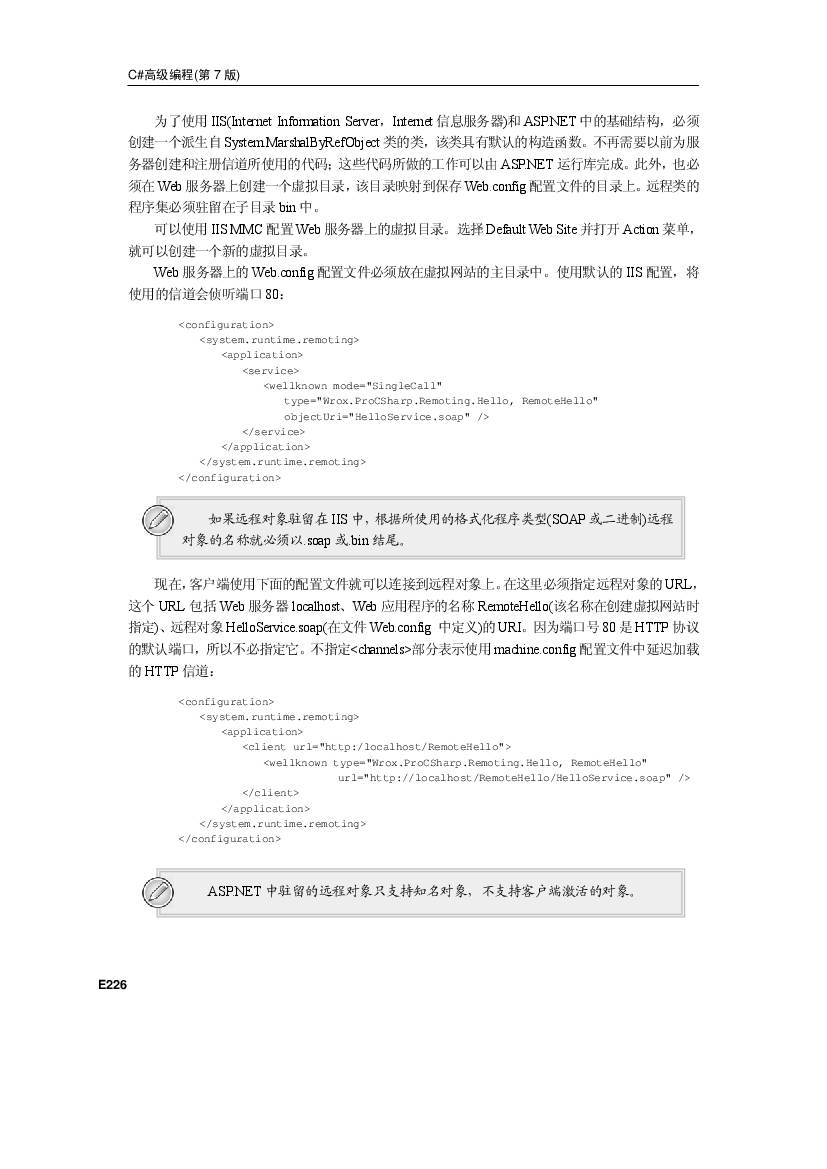 C#高级编程(第 7 版)
为了使用 IIS(Internet Information Server，Internet 信息服务器)和 ASP.NET 中的基础结构，必须
创建一个派生自 System.MarshalByRefObject 类的类，该类具有默认的构造函数。不再需要以前为服
务器创建和注册信道所使用的代码；这些代码所做的工作可以由 ASP.NET 运行库完成。此外，也必
须在 Web 服务器上创建一个虚拟目录，该目录映射到保存 Web.config 配置文件的目录上。远程类的
程序集必须驻留在子目录 bin 中。
可以使用 IIS MMC 配置 Web 服务器上的虚拟目录。选择 Default Web Site 并打开 Action 菜单，
就可以创建一个新的虚拟目录。
Web 服务器上的 Web.config 配置文件必须放在虚拟网站的主目录中。使用默认的 IIS 配置，将
使用的信道会侦听端口 80：
<configuration>
<system.runtime.remoting>
<application>
<service>
<wellknown mode="SingleCall"
type="Wrox.ProCSharp.Remoting.Hello, RemoteHello"
objectUri="HelloService.soap" />
</service>
</application>
</system.runtime.remoting>
</configuration>
如果远程对象驻留在 IIS 中，根据所使用的格式化程序类型(SOAP 或二进制)远程
对象的名称就必须以.soap 或.bin 结尾。
现在，客户端使用下面的配置文件就可以连接到远程对象上。在这里必须指定远程对象的 URL，
这个 URL 包括 Web 服务器 localhost、Web 应用程序的名称 RemoteHello(该名称在创建虚拟网站时
指定)、远程对象 HelloService.soap(在文件 Web.config 中定义)的 URI。因为端口号 80 是 HTTP 协议
的默认端口，所以不必指定它。不指定<channels>部分表示使用 machine.config 配置文件中延迟加载
的 HTTP 信道：
<configuration>
<system.runtime.remoting>
<application>
<client url="http:/localhost/RemoteHello">
<wellknown type="Wrox.ProCSharp.Remoting.Hello, RemoteHello"
url="http://localhost/RemoteHello/HelloService.soap" />
</client>
</application>
</system.runtime.remoting>
</configuration>
ASP.NET 中驻留的远程对象只支持知名对象，不支持客户端激活的对象。
E226